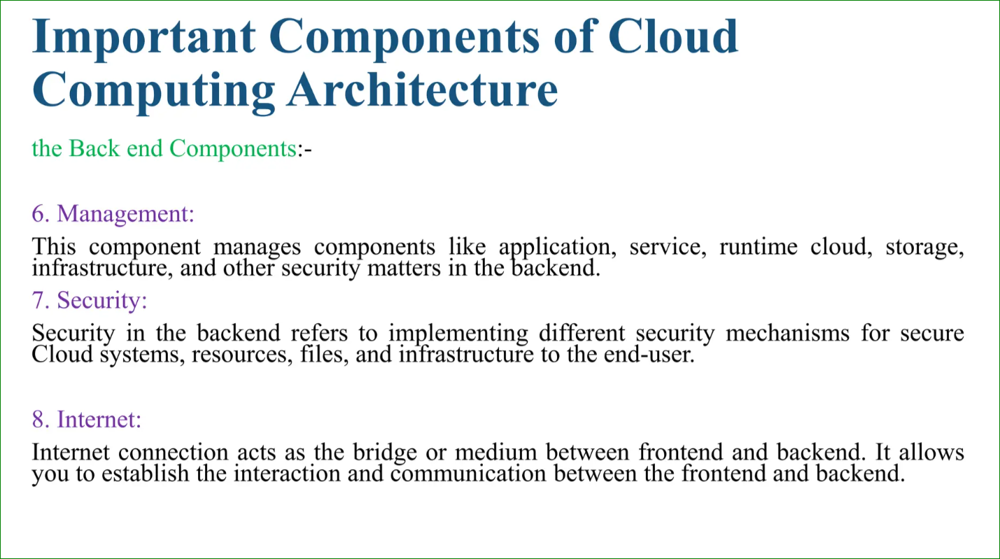 Important Components of Cloud
Computing Architecture
the Back end Components:-
6. Management:
This component manages components like application, service, runtime cloud, storage,
infrastructure, and other security matters in the backend.
7. Security:
Security in the backend refers to implementing different security mechanisms for secure
Cloud systems, resources, files, and infrastructure to the end-user.
8. Internet:
Internet connection acts as the bridge or medium between frontend and backend. It allows
you to establish the interaction and communication between the frontend and backend.